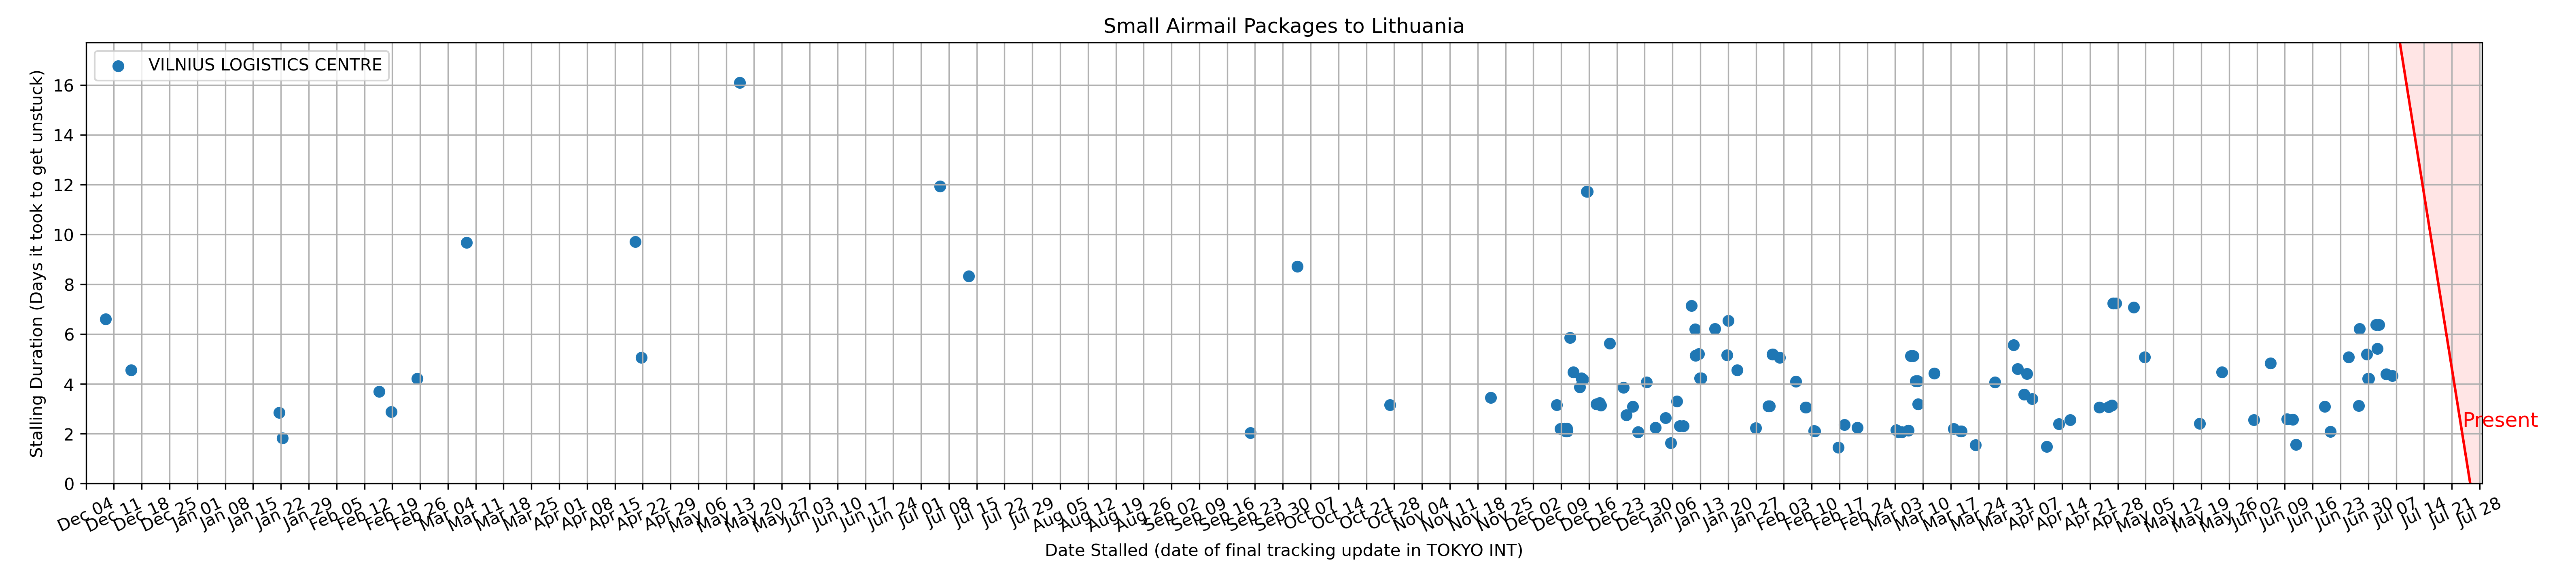 Small Airmail Packages to Lithuania
VILNIUS LOGISTICS CENTRE
Stalling Duration (Days it took to get unstuck)
16
14
12
10
8
6
4
2
0
Present
Dec 04
Dec 11
Dec 18
Dec 25
Jan 01
Jan 08
Jan 15
Jan 22
Jan 29
Feb 05
Feb 12
Feb 19
Feb 26
Mar 04
Mar 11
Mar 18
Mar 25
Apr 01
Apr 08
Apr 15
Apr 22
Apr 29
May 06
May 13
May 20
May 27
Jun 03
Jun 10
Jun 17
Jun 24
Jul 01
Jul 08
Jul 15
Jul 22
Jul 29
Aug 05
Aug 12
Aug 19
Aug 26
Sep 02
Sep 09
Sep 16
Sep 23
Sep 30
Oct 07
Oct 14
Oct 21
Oct 28
Nov 04
Nov 11
Nov 18
Nov 25
Dec 02
Dec 09
Dec 16
Dec 23
Dec 30
Jan 06
Jan 13
Jan 20
Jan 27
Feb 03
Feb 10
Feb 17
Feb 24
Mar 03
Mar 10
Mar 17
Mar 24
Mar 31
Apr 07
Apr 14
Apr 21
Apr 28
May 05
May 12
May 19
May 26
Jun 02
Jun 09
Jun 16
Jun 23
Jun 30
Jul 07
Jul 14
Jul 21
Jul 28
Date Stalled (date of final tracking update in TOKYO INT)